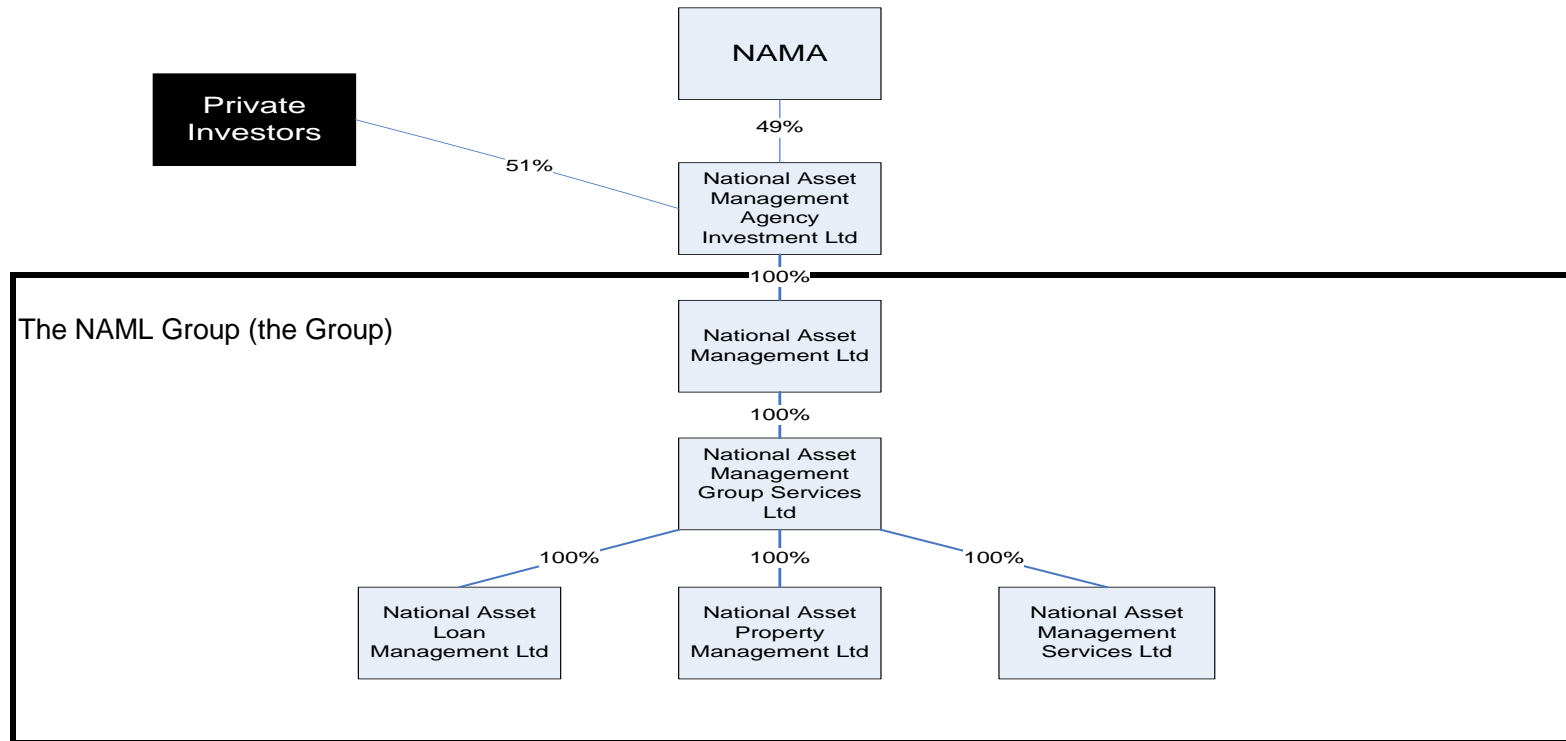 NAMA
Private
Investors
49%
51%
National Asset
Management
Agency
Investment Ltd
100%
The NAML Group (the Group)
National Asset
Management Ltd
100%
National Asset
Management
Group Services
Ltd
100%
100%
100%
National Asset
Loan
Management Ltd
National Asset
Property
Management Ltd
National Asset
Management
Services Ltd